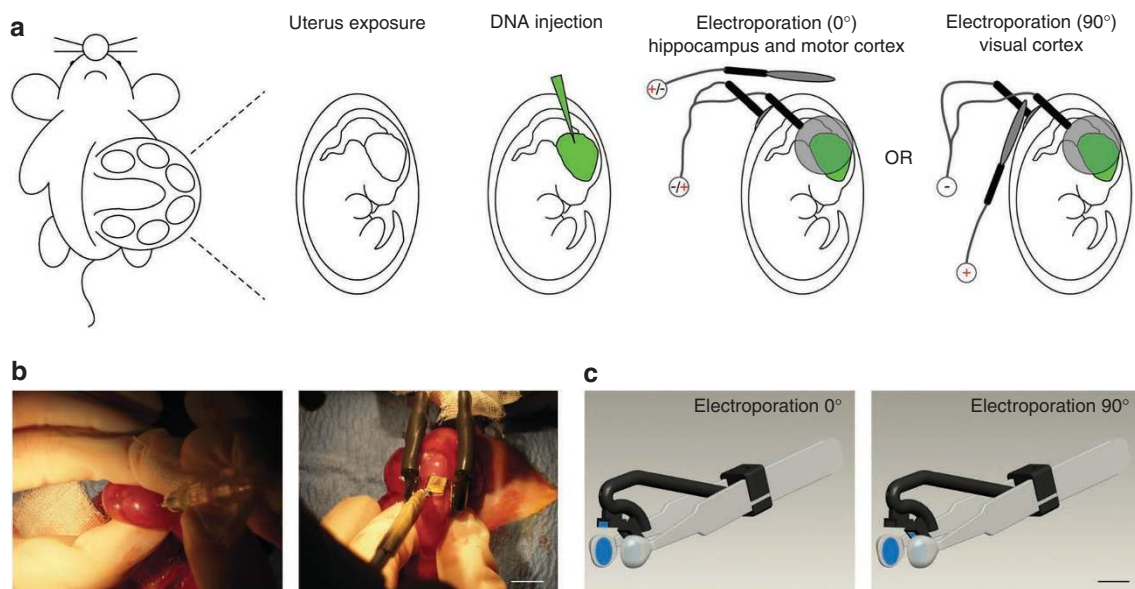 a
Uterus exposure
DNA injection
Electroporation (0°)
hippocampus and motor cortex
Electroporation (90°)
visual cortex
+/-
-/+
OR
-
+
b
c
Electroporation 0°
Electroporation 90°